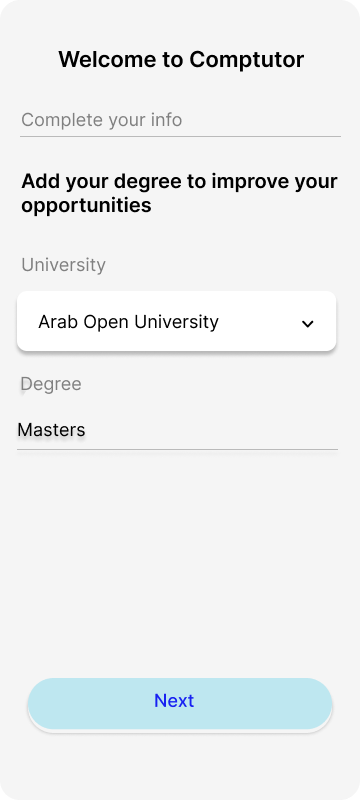 Welcome to Comptutor
Complete your info
Add your degree to improve your
opportunities
University
Arab Open University
Degree
Masters
Next